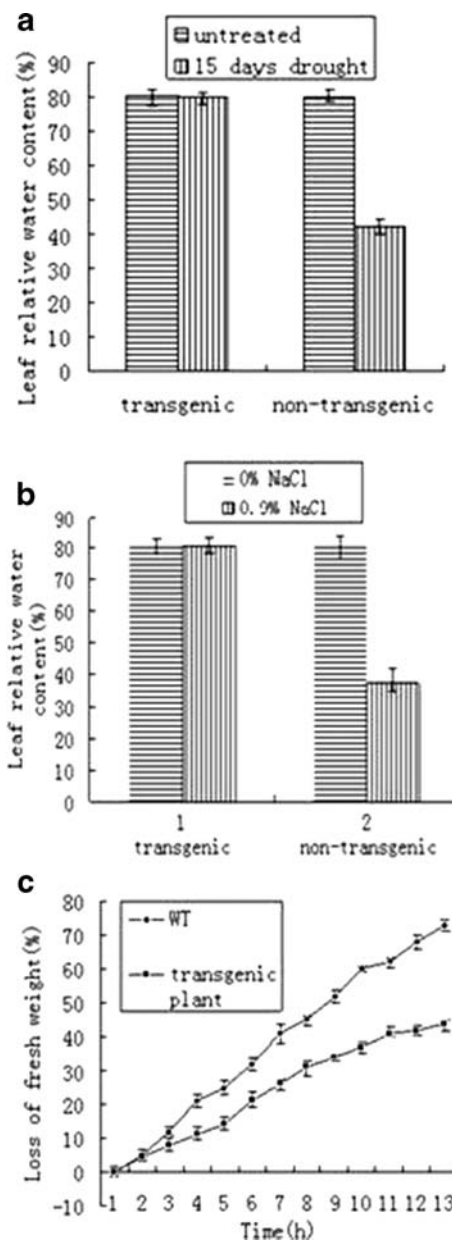 a
untreated
15 days drought
Leaf relative water content(%)
90
80
70
60
50
40
30
20
10
0
transgenic non-transgenic
b
0% NaCl
0.9% NaCl
Leaf relative water
content(%)
90
80
70
60
50
40
30
20
10
0
1 2
transgenic non-transgenic
c
WT
transgenic
plant
Loss of fresh weight(%)
80
70
60
50
40
30
20
10
0
-10
1 2 3 4 5 6 7 8 9 10 11 12 13
Time(h)